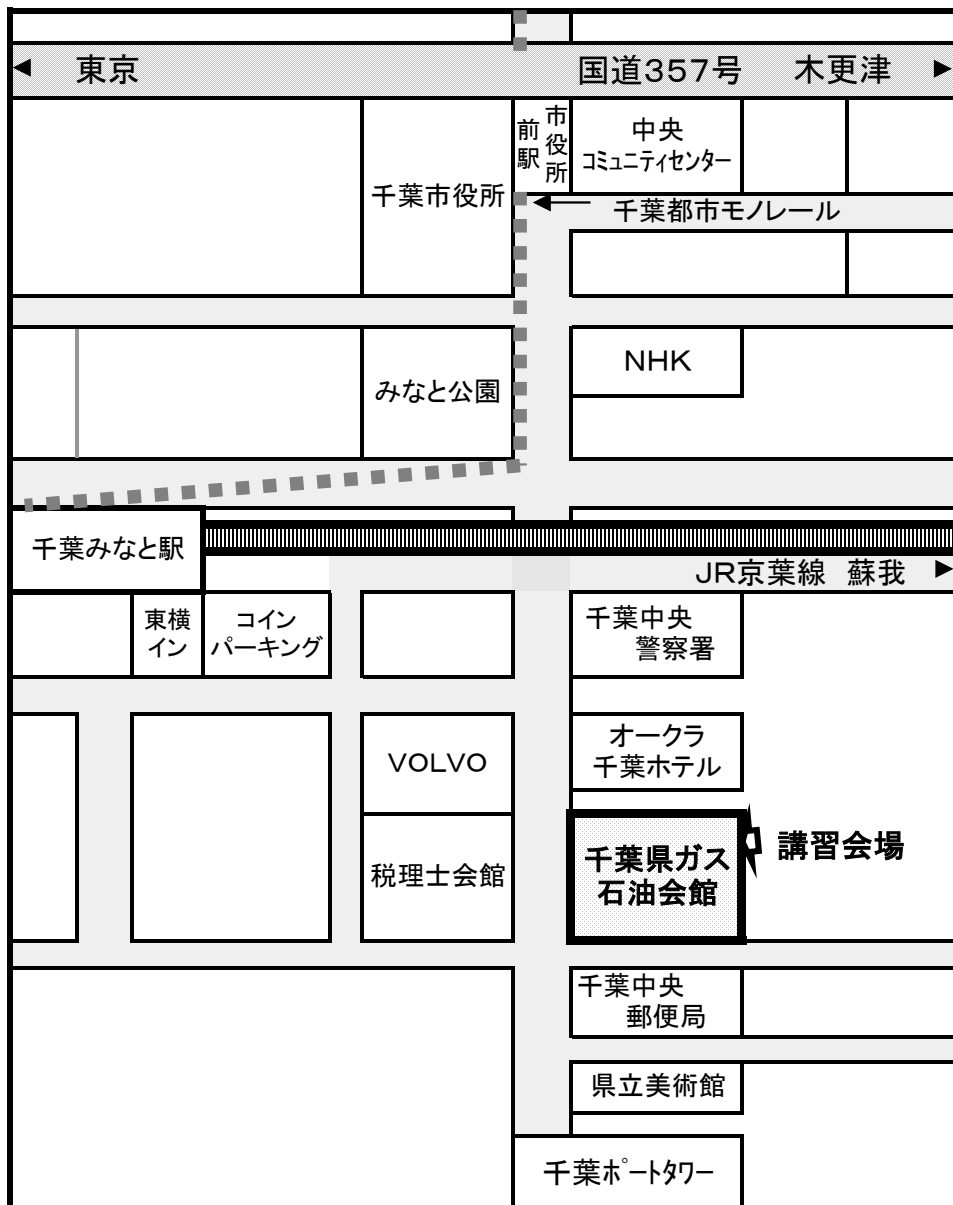 ◀ 東京
国道357号 木更津 ▶
市役所
前駅
中央
コミュニティセンター
千葉市役所
千葉都市モノレール
NHK
みなと公園
千葉みなと駅
JR京葉線 蘇我 ▶
東横
イン
コイン
パーキング
千葉中央
警察署
VOLVO
オークラ
千葉ホテル
税理士会館
千葉県ガス
石油会館
講習会場
千葉中央
郵便局
県立美術館
千葉ポートタワー